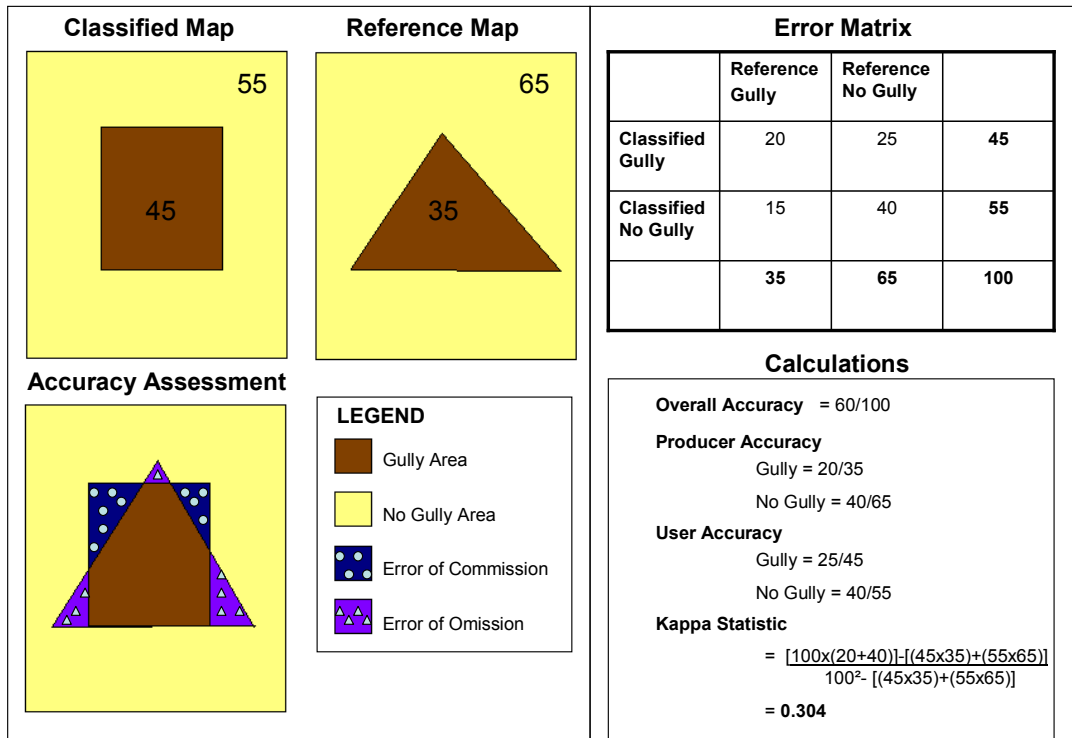 Classified Map
55
45
Reference Map
65
35
Accuracy Assessment
LEGEND
Gully Area
No Gully Area
Error of Commission
Error of Omission
Error Matrix
Reference Gully Reference No Gully
Classified Gully 20 25 45
Classified No Gully 15 40 55
35 65 100
Calculations
Overall Accuracy = 60/100
Producer Accuracy
Gully = 20/35
No Gully = 40/65
User Accuracy
Gully = 25/45
No Gully = 40/55
Kappa Statistic
= [100x(20+40)]-[(45x35)+(55x65)]
100²- [(45x35)+(55x65)]
= 0.304